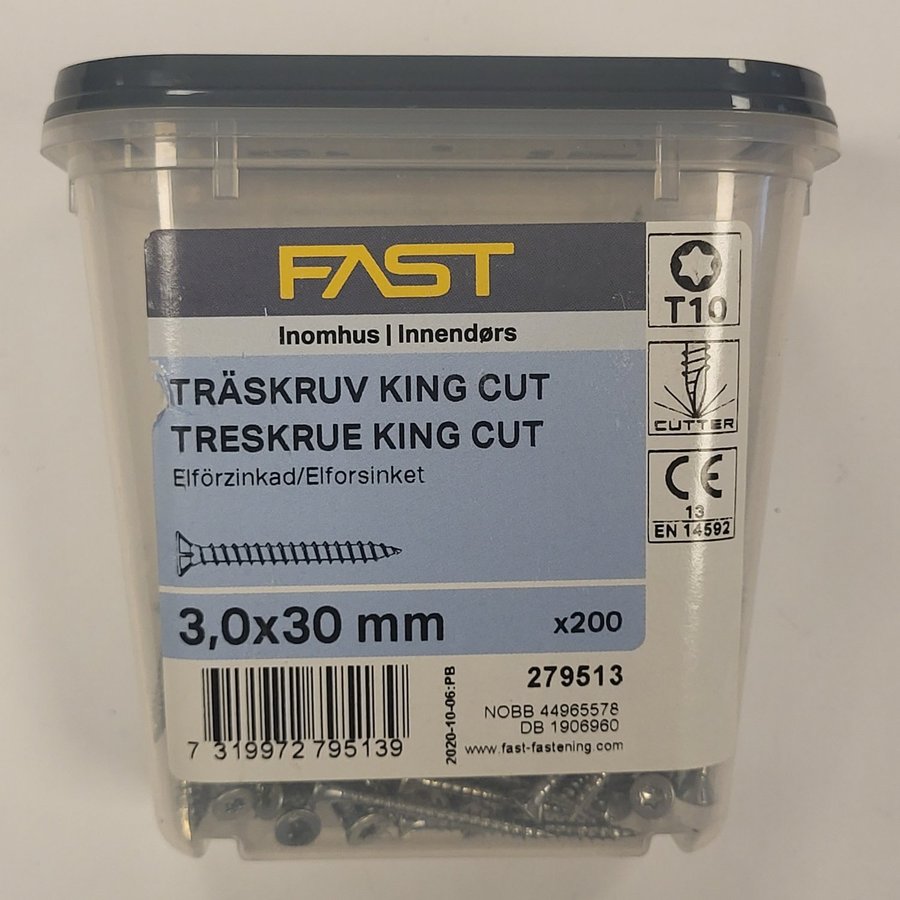 FAST
Inomhus | Innendørs
TRÄSKRUV KING CUT
TRESKRUE KING CUT
Elförzinkad/Elforsinket
3,0x30 mm
x200
T10
CUTTER
CE
13
EN 14592
7 319972 795139
2020-10-06:PB
279513
NOBB 44965578
DB 1906960
www.fast-fastening.com